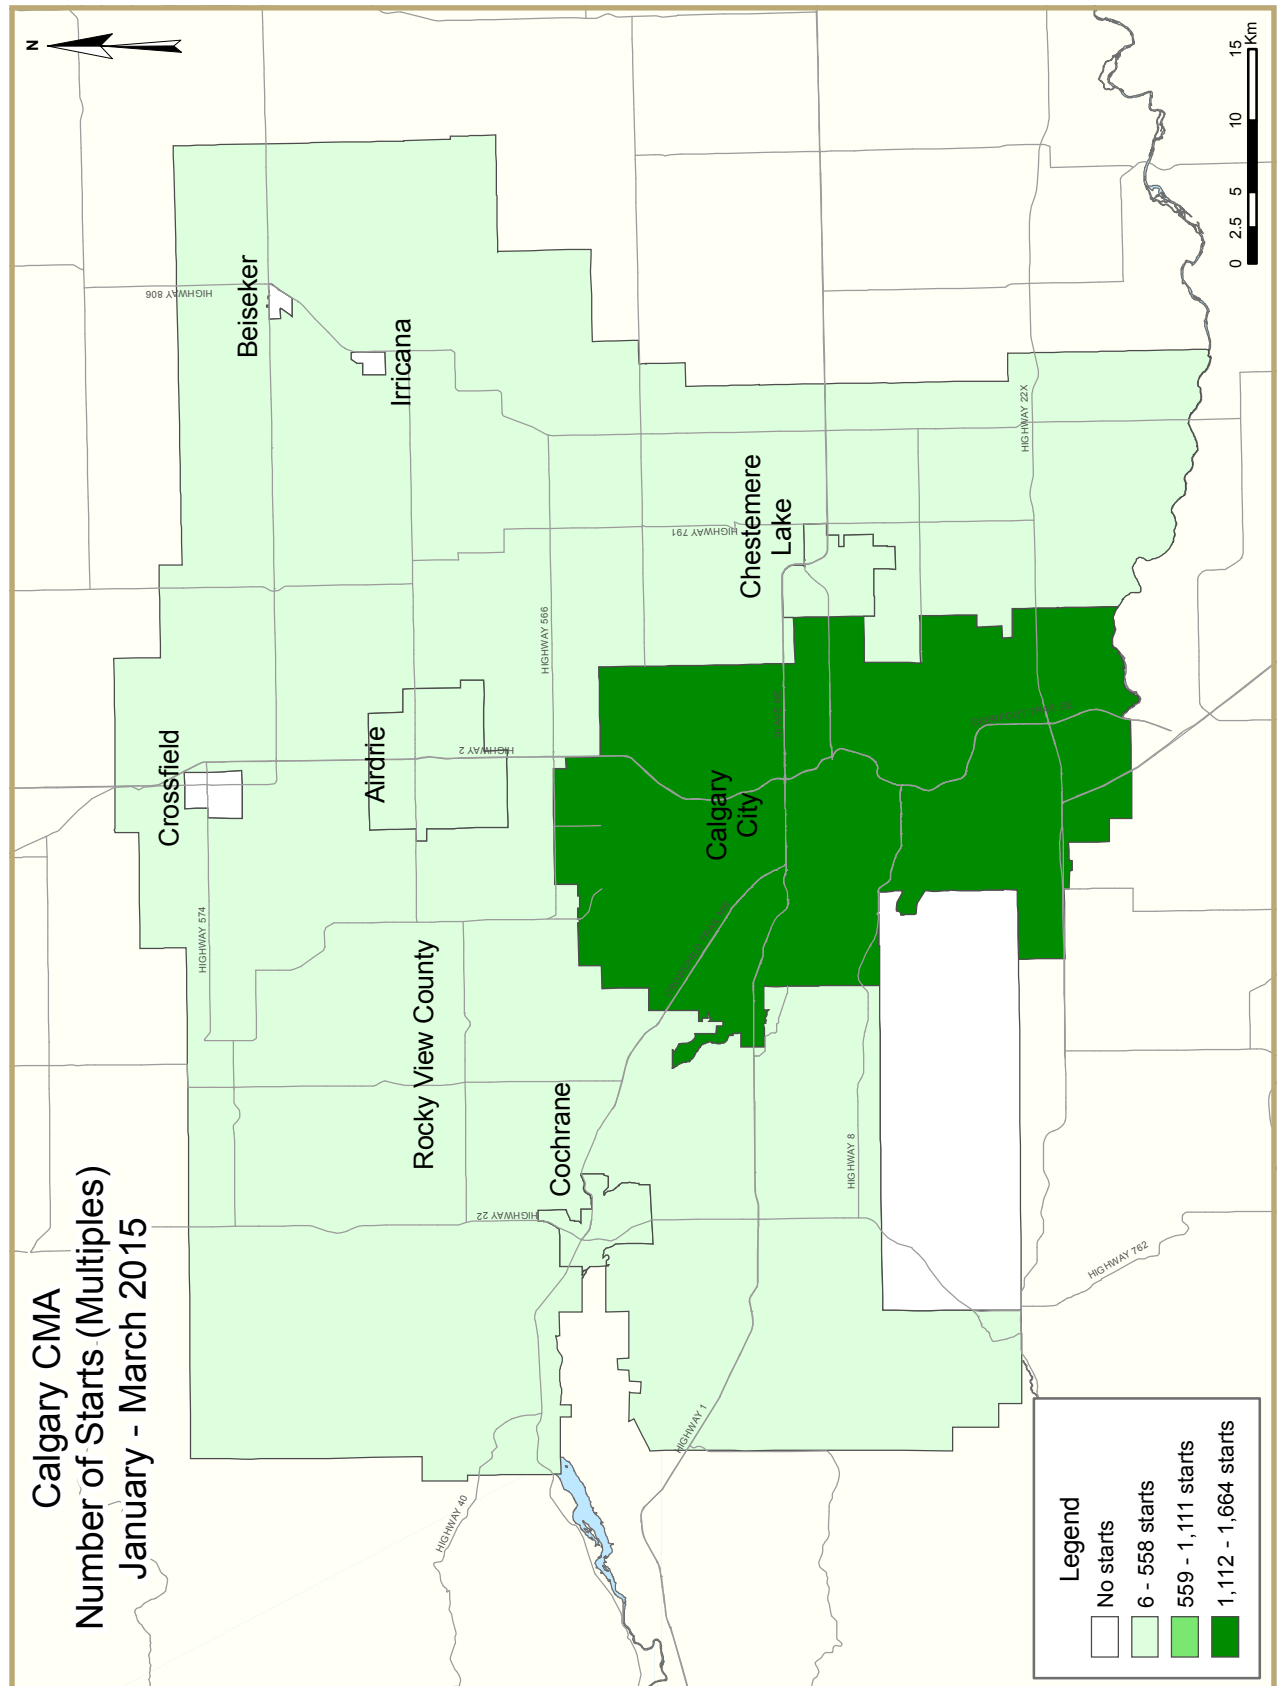 Calgary CMA
Number of Starts (Multiples)
January - March 2015
N
Crossfield
Beiseker
Irricana
Airdrie
Rocky View County
Cochrane
Chestemere
Lake
Calgary
City
HIGHWAY 806
HIGHWAY 574
HIGHWAY 2
HIGHWAY 566
HIGHWAY 791
HIGHWAY 22X
HIGHWAY 22
HIGHWAY 8
HIGHWAY 1
HIGHWAY 40
HIGHWAY 762
Legend
No starts
6 - 558 starts
559 - 1,111 starts
1,112 - 1,664 starts
0 2.5 5 10 15
Km